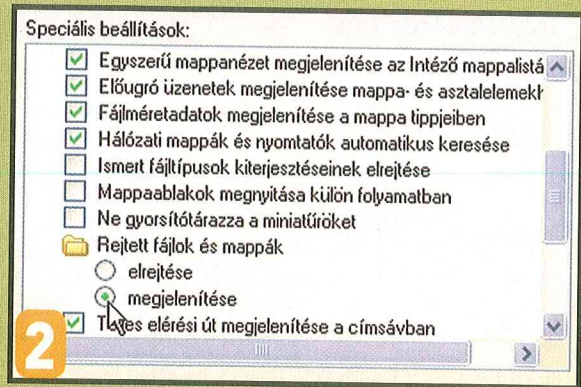 Speciális beállítások:
Egyszerű mappanézet megjelenítése az Intéző mappalistá
Előugró üzenetek megjelenítése mappa- és asztalelemekh
Fájlméretadatok megjelenítése a mappa tippjeiben
Hálózati mappák és nyomtatók automatikus keresése
Ismert fájltípusok kiterjesztéseinek elrejtése
Mappaablakok megnyitása külön folyamatban
Ne gyorsítótárazza a miniatűröket
Rejtett fájlok és mappák
elrejtése
megjelenítése
elérési út megjelenítése a címsávban
2